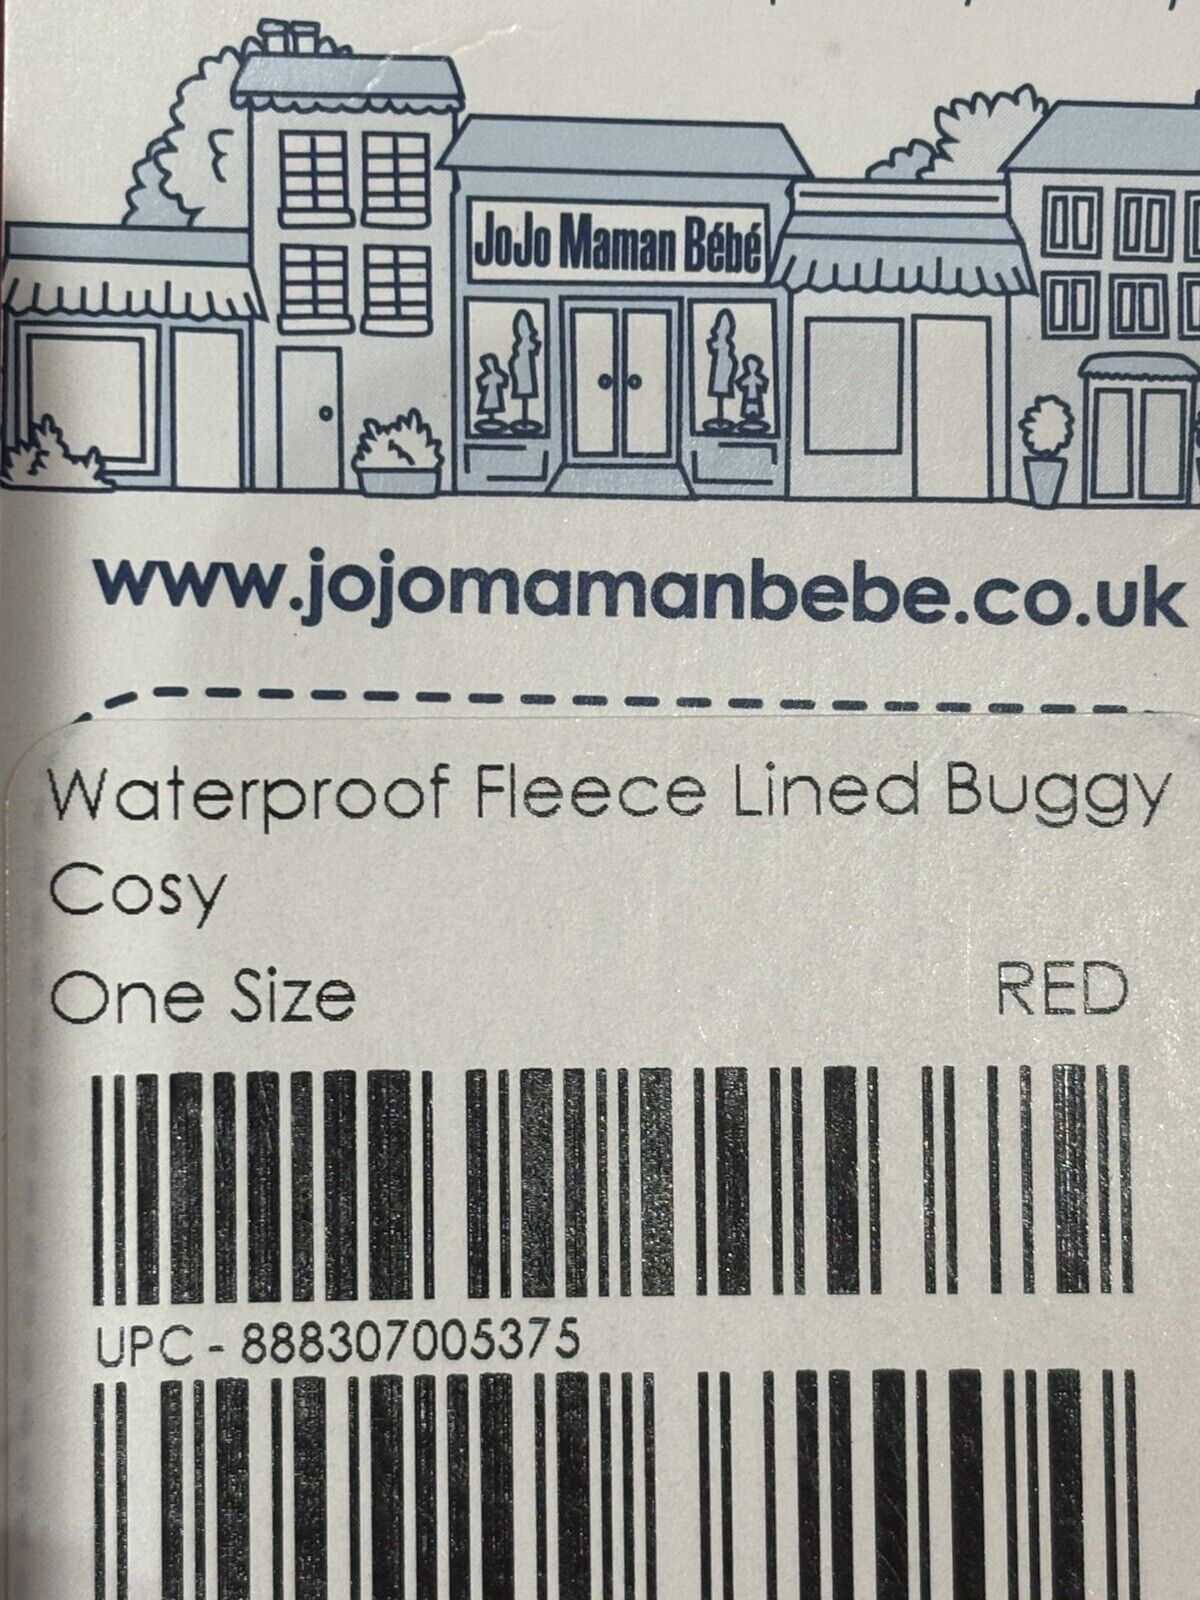 JoJo Maman Bébé
www.jojomamanbebe.co.uk
Waterproof Fleece Lined Buggy
Cosy
One Size RED
UPC - 888307005375